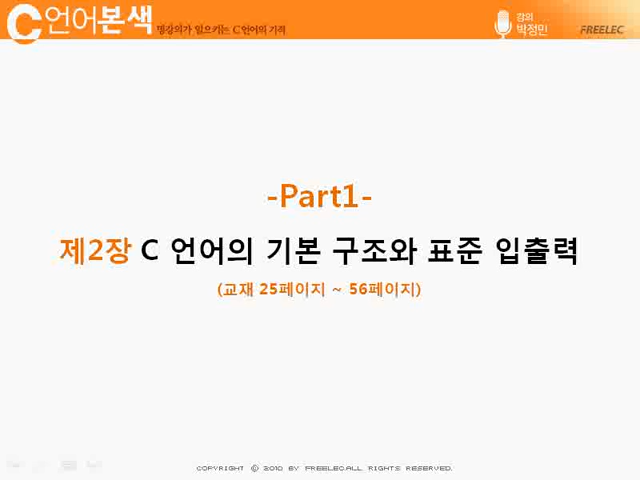 C언어본색 명강의가 일으키는 C언어의 기적
강의
박정민
FREELEC
-Part1-
제2장 C 언어의 기본 구조와 표준 입출력
(교재 25페이지 ~ 56페이지)
COPYRIGHT ⓒ 2010 BY FREELEC.ALL RIGHTS RESERVED.